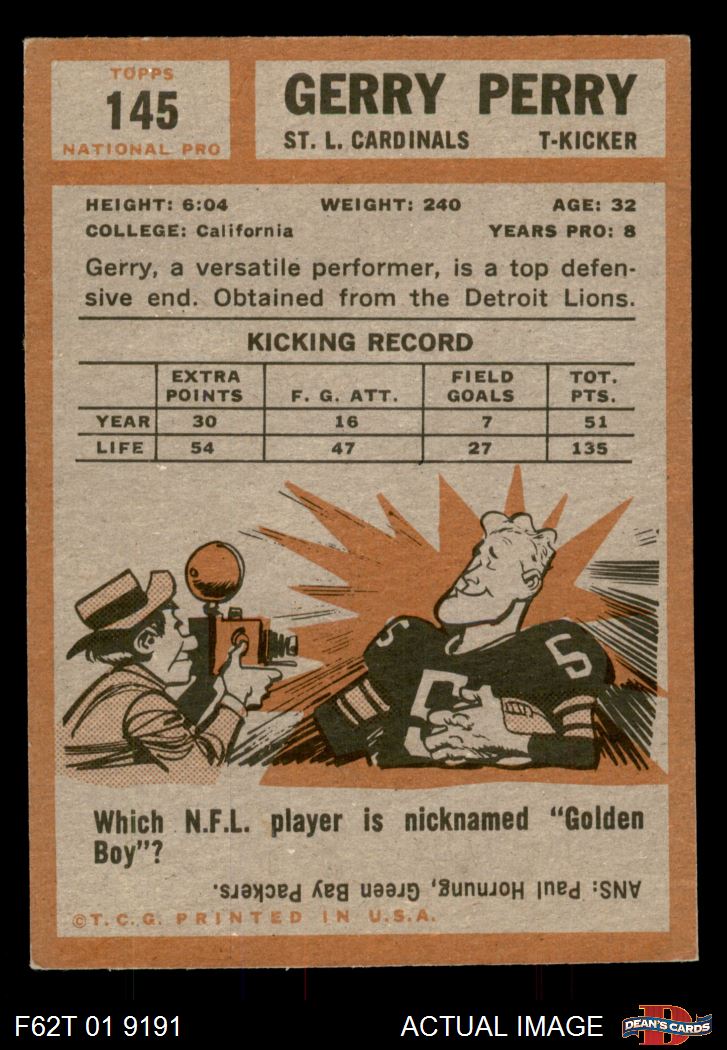 TOPPS
145
NATIONAL PRO
GERRY PERRY
ST. L. CARDINALS T-KICKER
HEIGHT: 6:04 WEIGHT: 240 AGE: 32
COLLEGE: California YEARS PRO: 8
Gerry, a versatile performer, is a top defen-
sive end. Obtained from the Detroit Lions.
KICKING RECORD
EXTRA POINTS F. G. ATT. FIELD GOALS TOT. PTS.
YEAR 30 16 7 51
LIFE 54 47 27 135
5 5 5
Which N.F.L. player is nicknamed "Golden
Boy"?
ANS: Paul Hornung, Green Bay Packers.
©T.C.G. PRINTED IN U.S.A.
F62T 01 9191 ACTUAL IMAGE
D
DEAN'S CARDS